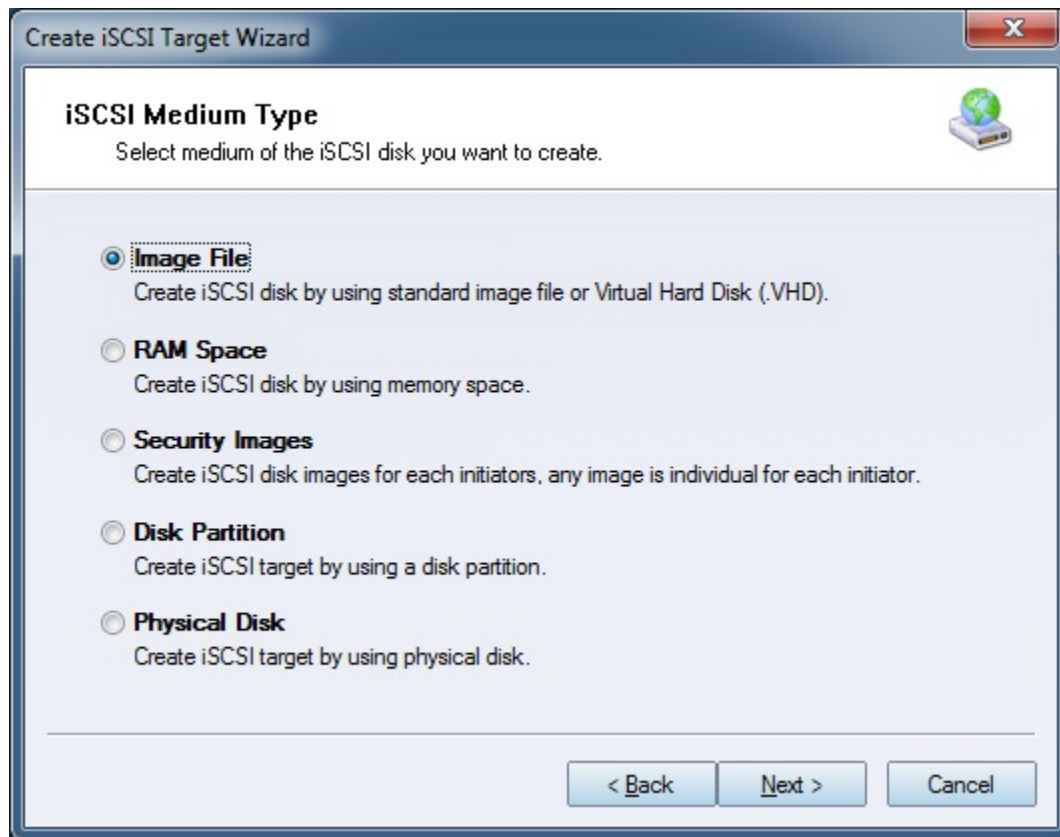 Create iSCSI Target Wizard
iSCSI Medium Type
Select medium of the iSCSI disk you want to create.
Image File
Create iSCSI disk by using standard image file or Virtual Hard Disk (.VHD).
RAM Space
Create iSCSI disk by using memory space.
Security Images
Create iSCSI disk images for each initiators, any image is individual for each initiator.
Disk Partition
Create iSCSI target by using a disk partition.
Physical Disk
Create iSCSI target by using physical disk.
< Back Next > Cancel